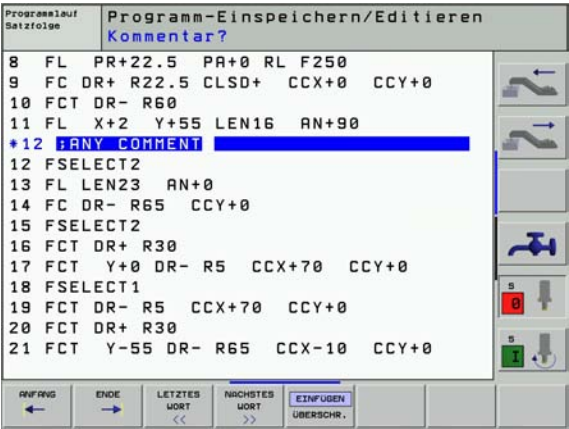 Programmlauf
Satzfolge
Programm-Einspeichern/Editieren
Kommentar?
8 FL PR+22.5 PA+0 RL F250
9 FC DR+ R22.5 CLSD+ CCX+0 CCY+0
10 FCT DR- R60
11 FL X+2 Y+55 LEN16 AN+90
*12 ;ANY COMMENT
12 FSELECT2
13 FL LEN23 AN+0
14 FC DR- R65 CCY+0
15 FSELECT2
16 FCT DR+ R30
17 FCT Y+0 DR- R5 CCX+70 CCY+0
18 FSELECT1
19 FCT DR- R5 CCX+70 CCY+0
20 FCT DR+ R30
21 FCT Y-55 DR- R65 CCX-10 CCY+0
S
0
S
I
ANFANG
ENDE
LETZTES
WORT
<<
NÄCHSTES
WORT
>>
EINFÜGEN
ÜBERSCHR.